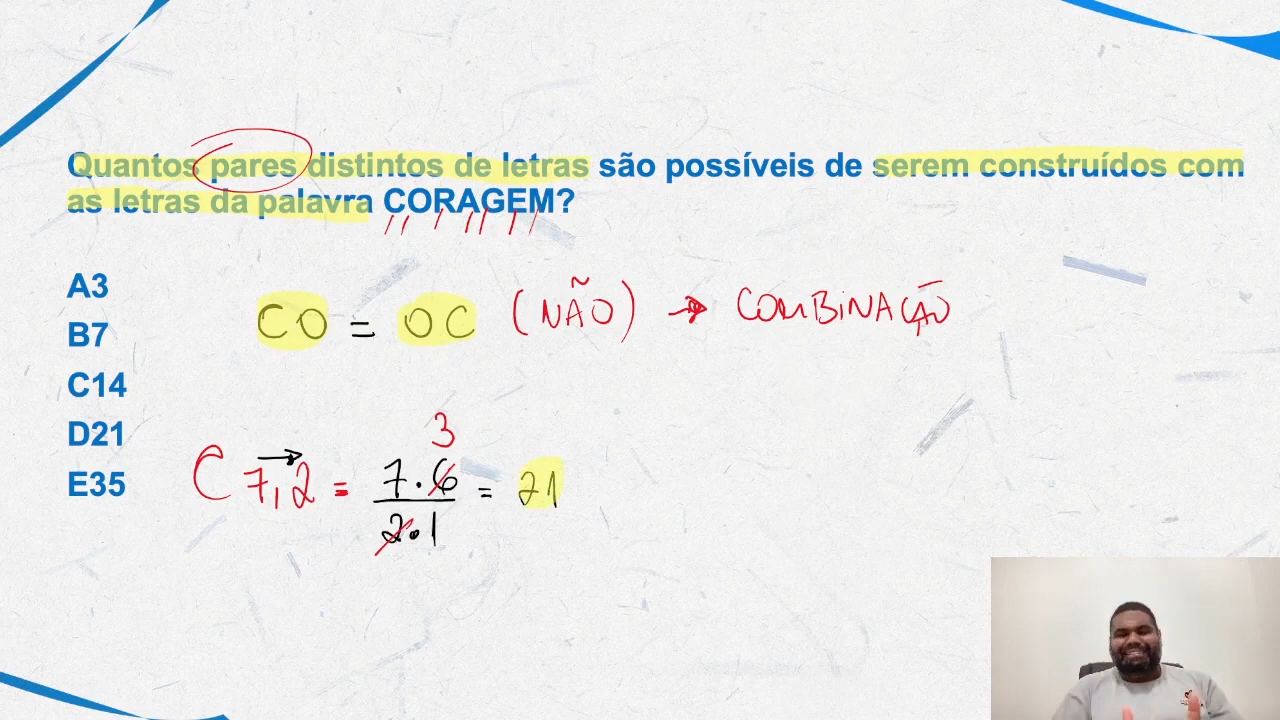 Quantos pares distintos de letras são possíveis de serem construídos com
as letras da palavra CORAGEM?
A3
B7
C14
D21
E35
CO = OC (NÃO) → COMBINAÇÃO
3
C 7,2 = 7.6 = 21
2.1